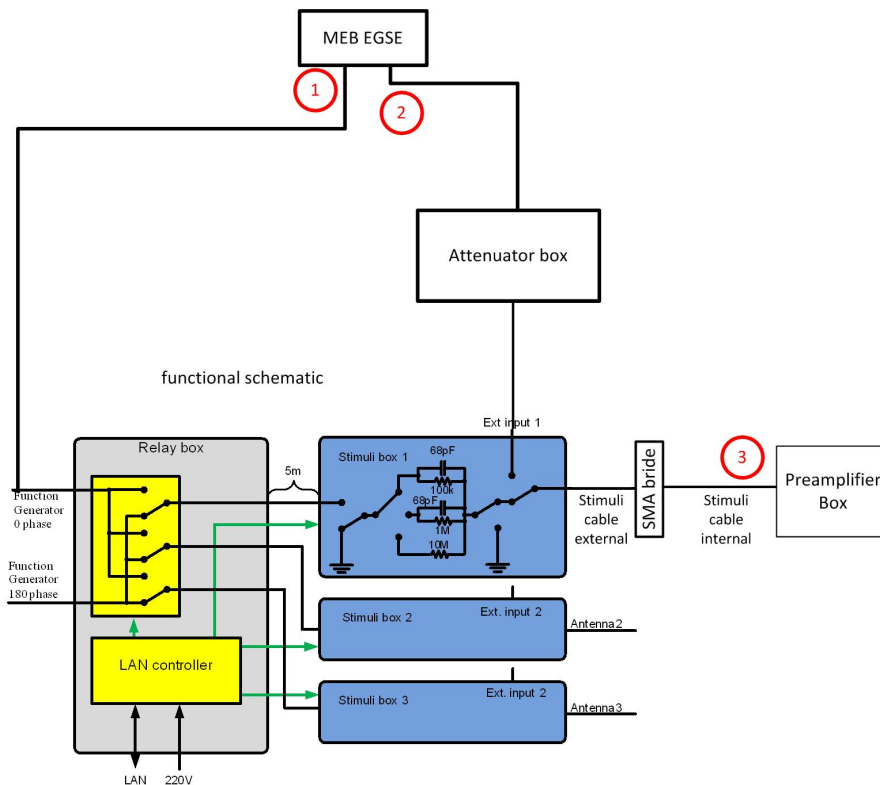 MEB EGSE
1
2
Attenuator box
functional schematic
Ext input 1
Relay box
Stimuli box 1
68pF
5m
100k
68pF
1M
10M
Function
Generator
0 phase
Function
Generator
180 phase
SMA bride
3
Stimuli
cable
external
Stimuli
cable
internal
Preamplifier
Box
Stimuli box 2
Ext. input 2
Antenna2
LAN controller
Stimuli box 3
Ext. input 2
Antenna3
LAN
220V